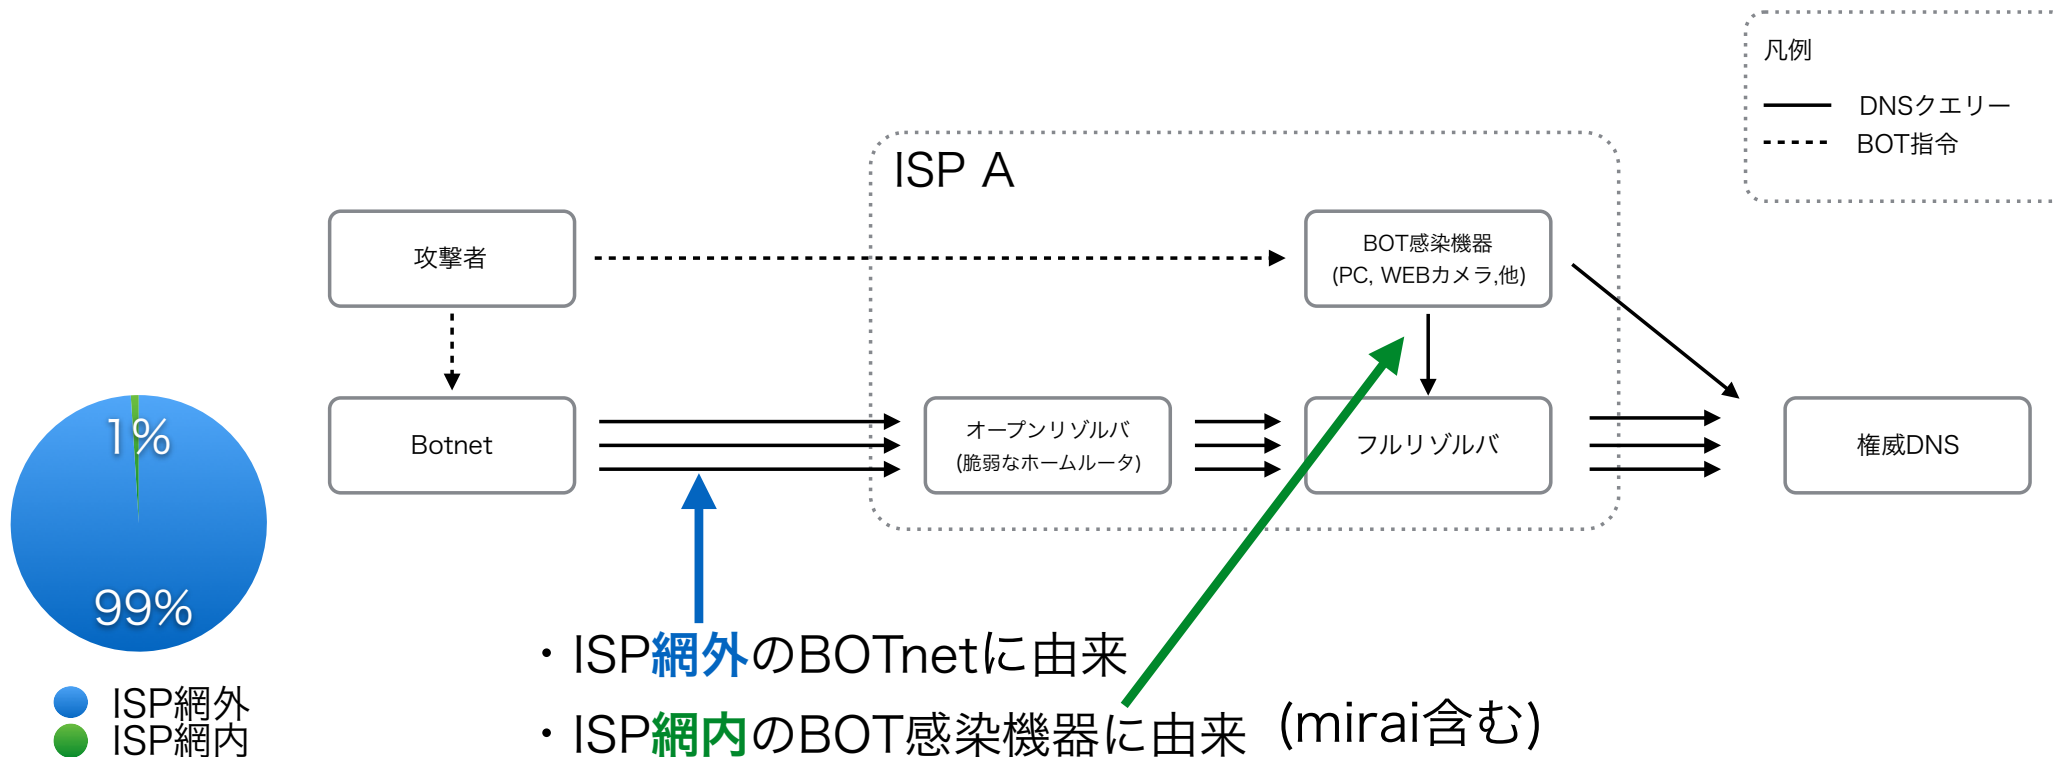 凡例
DNSクエリー
BOT指令
ISP A
攻撃者
BOT感染機器
(PC, WEBカメラ,他)
Botnet
オープンリゾルバ
(脆弱なホームルータ)
フルリゾルバ
権威DNS
1%
99%
ISP網外
ISP網内
・ISP網外のBOTnetに由来
・ISP網内のBOT感染機器に由来 (mirai含む)